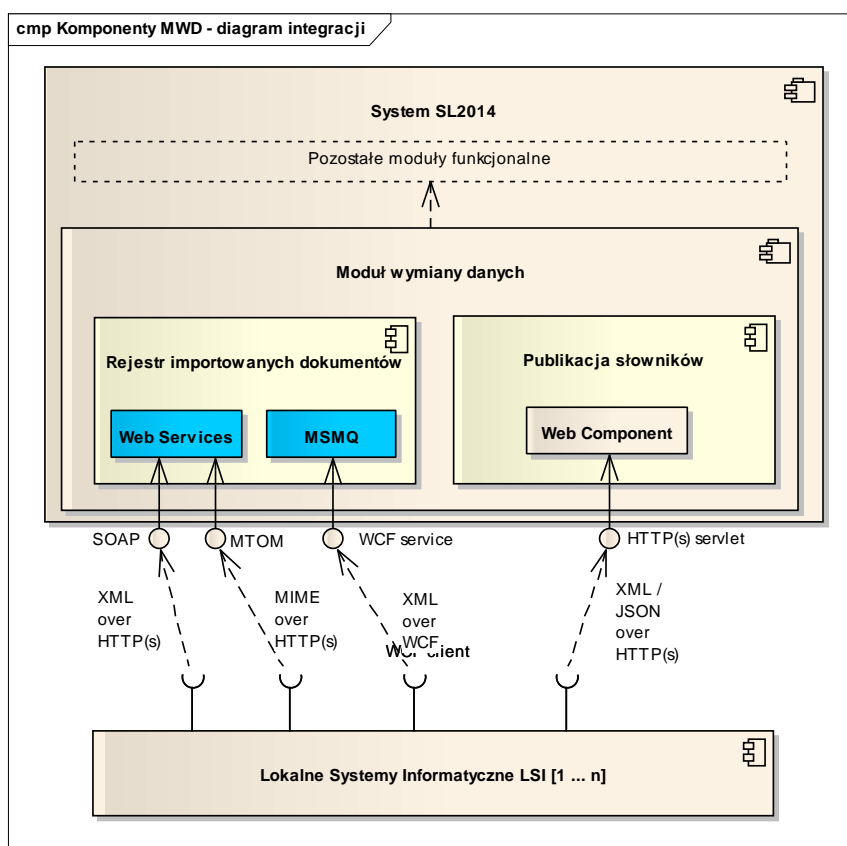 cmp Komponenty MWD - diagram integracji
System SL2014
Pozostałe moduły funkcjonalne
Moduł wymiany danych
Rejestr importowanych dokumentów
Publikacja słowników
Web Services
MSMQ
Web Component
SOAP
MTOM
WCF service
HTTP(s) servlet
XML
over
HTTP(s)
MIME
over
HTTP(s)
XML
over
WCF
WCF client
XML /
JSON
over
HTTP(s)
Lokalne Systemy Informatyczne LSI [1 ... n]